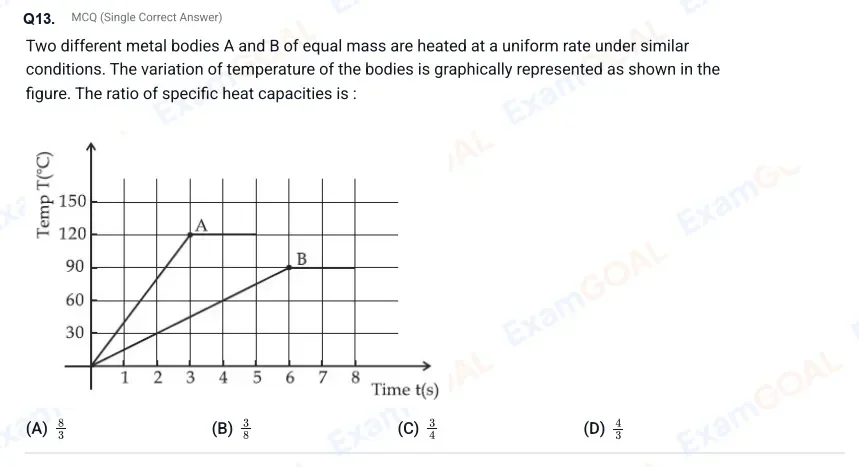 Q13. MCQ (Single Correct Answer)
Two different metal bodies A and B of equal mass are heated at a uniform rate under similar
conditions. The variation of temperature of the bodies is graphically represented as shown in the
figure. The ratio of specific heat capacities is :
Temp T(°C)
150
120
90
60
30
A
B
1 2 3 4 5 6 7 8
Time t(s)
(A) 8/3 (B) 3/8 (C) 3/4 (D) 4/3
ExamGOAL